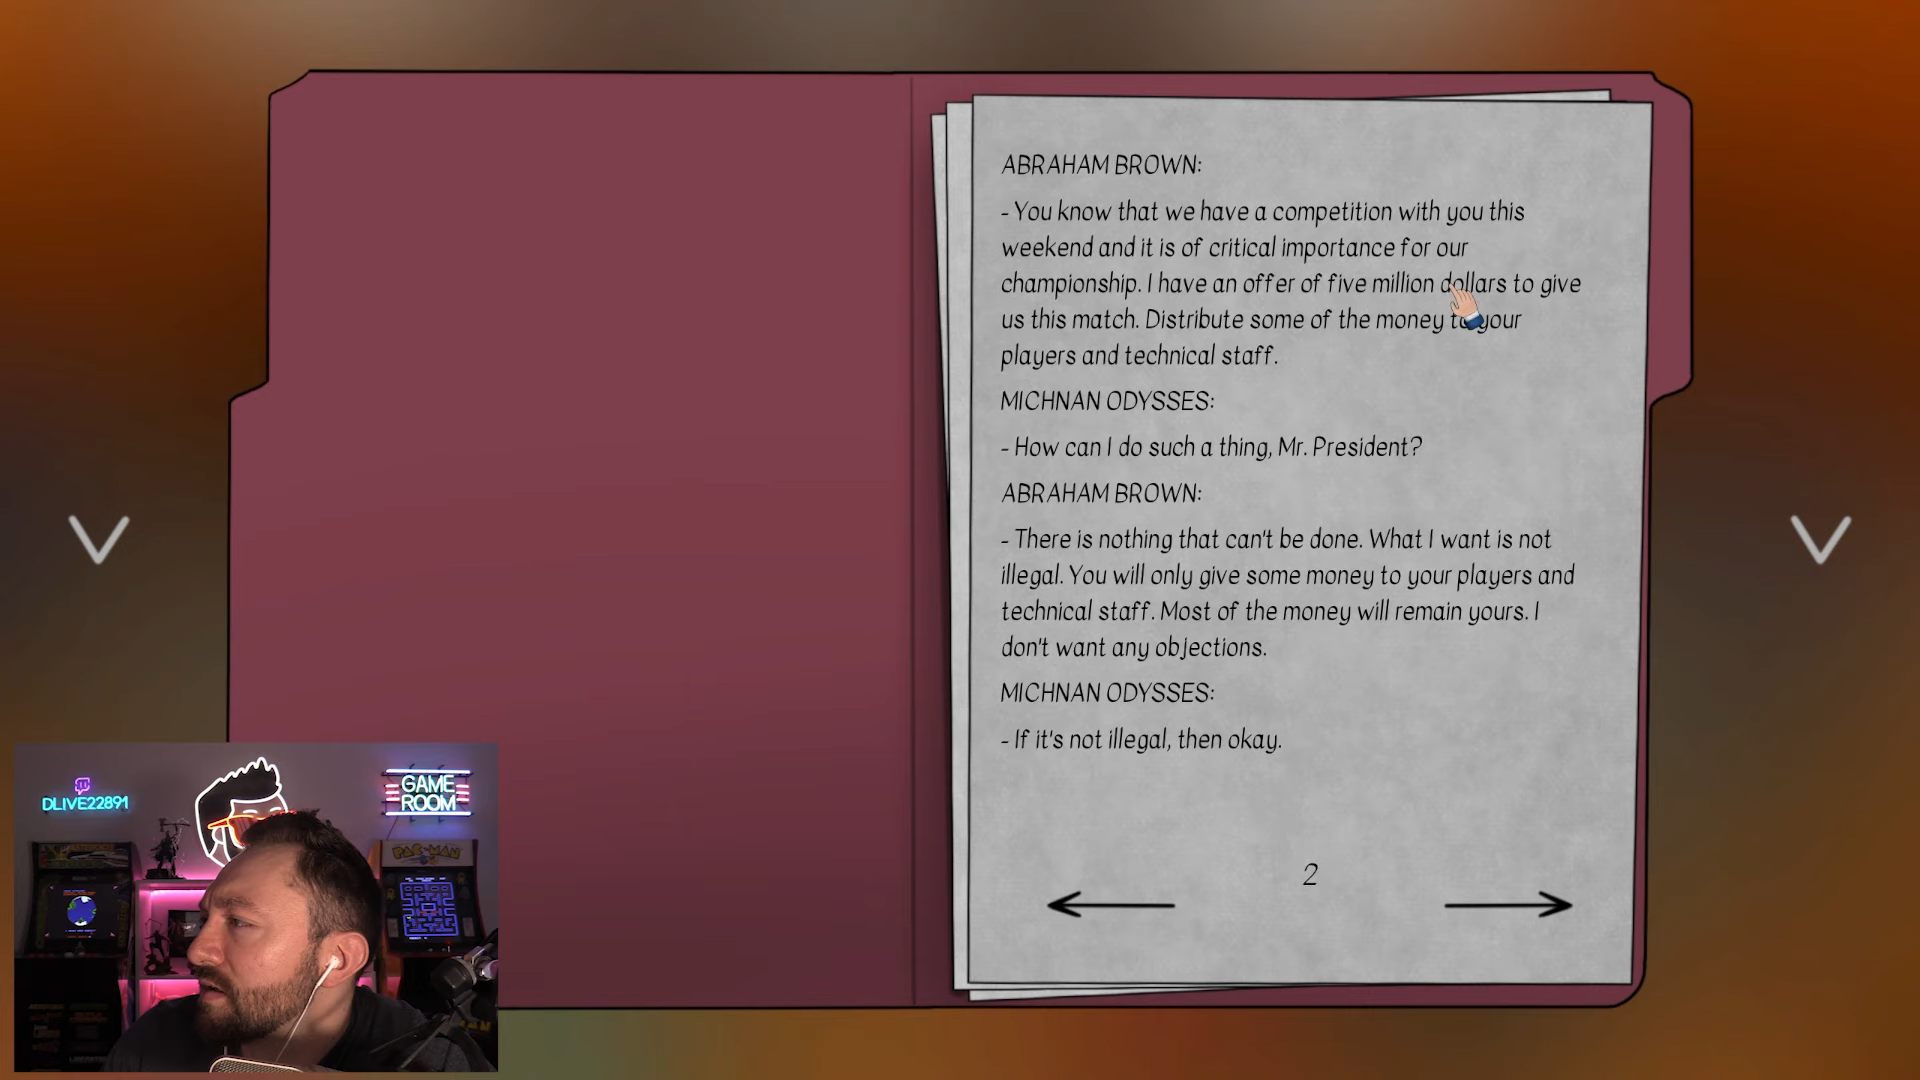 ABRAHAM BROWN:
- You know that we have a competition with you this
weekend and it is of critical importance for our
championship. I have an offer of five million dollars to give
us this match. Distribute some of the money to your
players and technical staff.
MICHNAN ODYSSES:
- How can I do such a thing, Mr. President?
ABRAHAM BROWN:
- There is nothing that can't be done. What I want is not
illegal. You will only give some money to your players and
technical staff. Most of the money will remain yours. I
don't want any objections.
MICHNAN ODYSSES:
- If it's not illegal, then okay.
2
DLIVE22891
GAME
ROOM
PAC-MAN